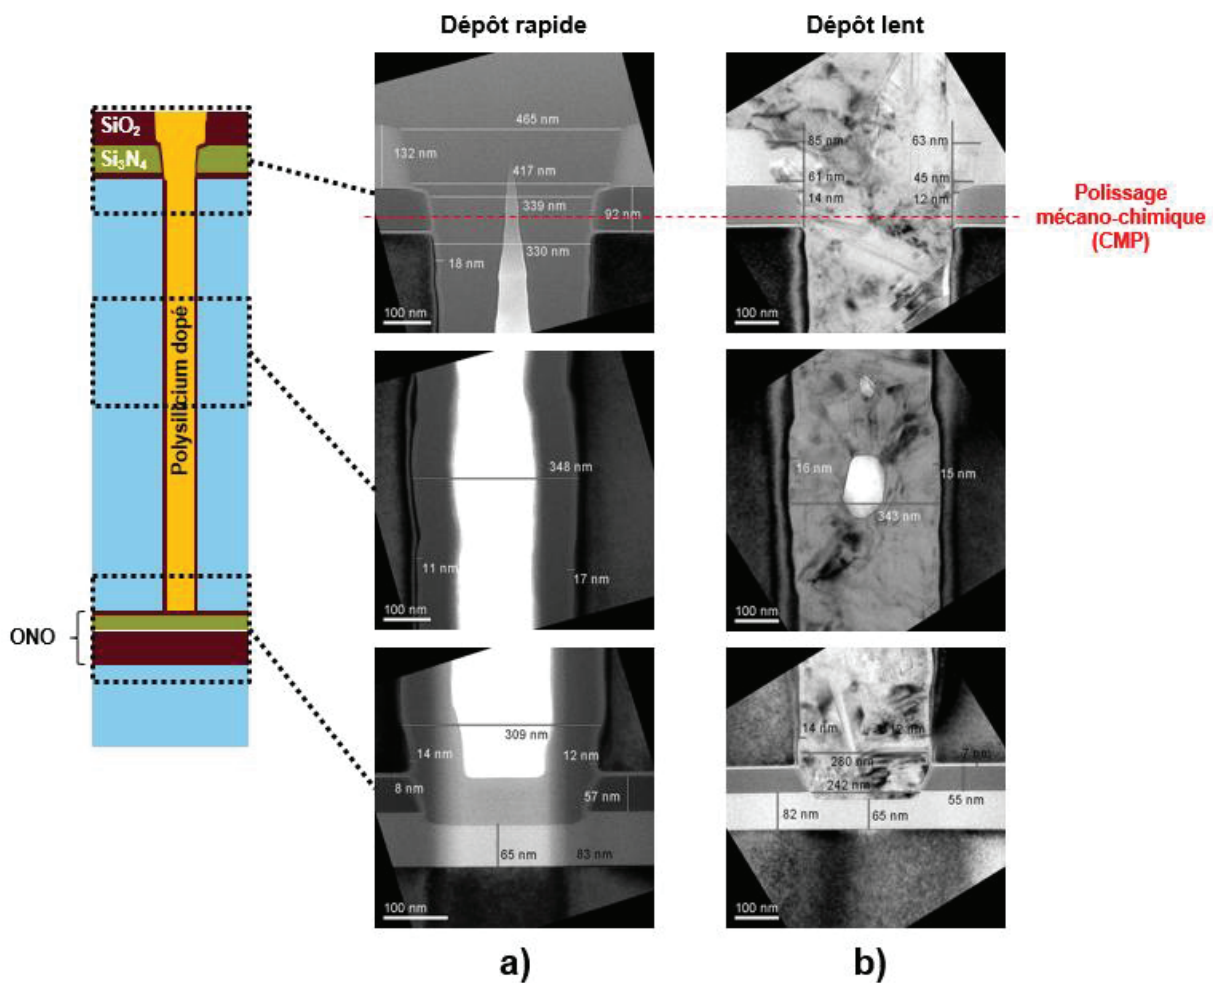 Dépôt rapide
Dépôt lent
SiO2
Si3N4
Polysilicium dopé
ONO
465 nm
132 nm
417 nm
339 nm
92 nm
330 nm
18 nm
100 nm
85 nm
63 nm
61 nm
45 nm
14 nm
12 nm
100 nm
Polissage
mécano-chimique
(CMP)
348 nm
11 nm
17 nm
100 nm
16 nm
15 nm
343 nm
100 nm
309 nm
14 nm
12 nm
8 nm
57 nm
65 nm
83 nm
100 nm
14 nm
12 nm
7 nm
280 nm
242 nm
55 nm
82 nm
65 nm
100 nm
a)
b)